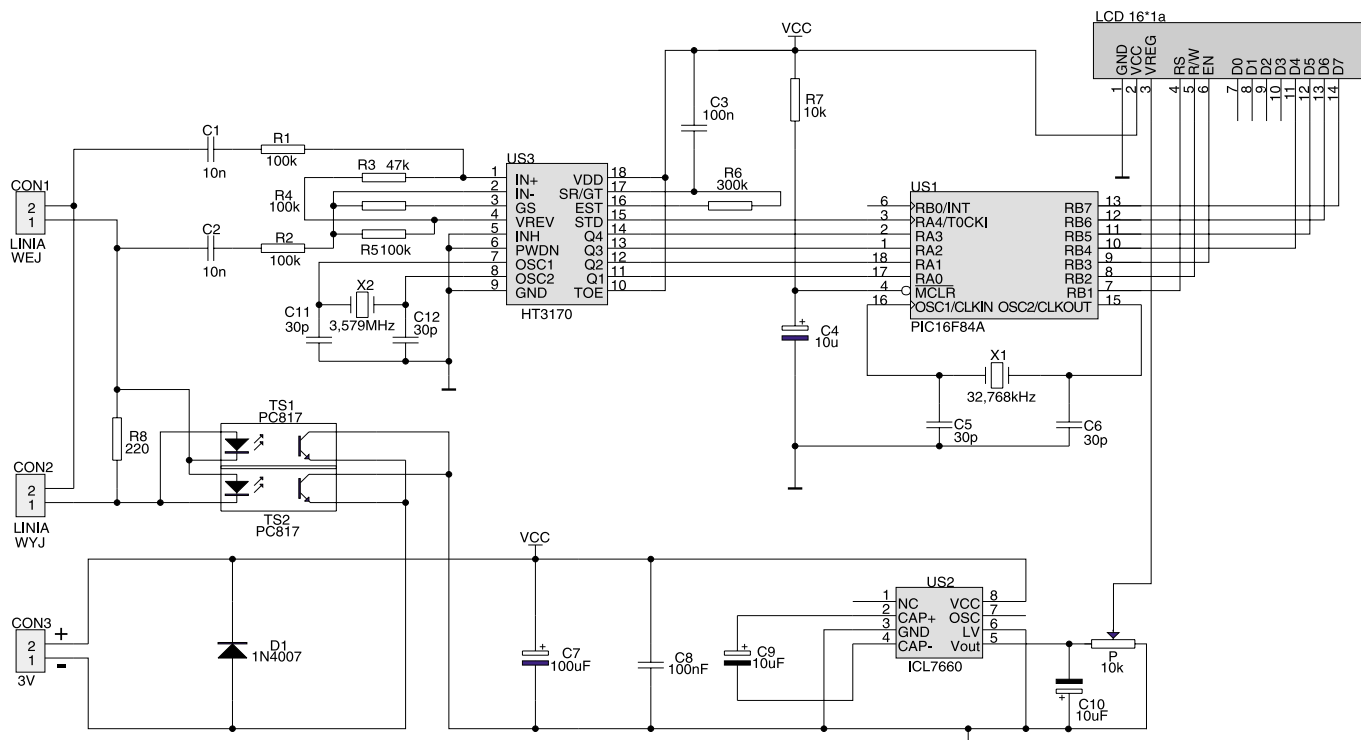 LCD 16*1a
GND
VCC
VREG
RS
R/W
EN
D0
D1
D2
D3
D4
D5
D6
D7
1
2
3
4
5
6
7
8
9
10
11
12
13
14
VCC
R7
10k
C3
100n
C1
10n
R1
100k
R3 47k
R4
100k
R5100k
C2
10n
R2
100k
CON1
2
1
LINIA
WEJ
US3
1 IN+ VDD 18
2 IN- SR/GT 17
3 GS EST 16
4 VREV STD 15
5 INH Q4 14
6 PWDN Q3 13
7 OSC1 Q2 12
8 OSC2 Q1 11
9 GND TOE 10
HT3170
R6
300k
X2
3,579MHz
C11
30p
C12
30p
US1
6 RB0/INT RB7 13
3 RA4/T0CKI RB6 12
2 RA3 RB5 11
1 RA2 RB4 10
18 RA1 RB3 9
17 RA0 RB2 8
4 MCLR RB1 7
16 OSC1/CLKIN OSC2/CLKOUT 15
PIC16F84A
C4
10u
+
X1
32,768kHz
C5
30p
C6
30p
R8
220
TS1
PC817
TS2
PC817
CON2
2
1
LINIA
WYJ
CON3
2
1
3V
+
-
D1
1N4007
VCC
C7
100uF
+
C8
100nF
C9
10uF
+
US2
1 NC VCC 8
2 CAP+ OSC 7
3 GND LV 6
4 CAP- Vout 5
ICL7660
P
10k
C10
10uF
+